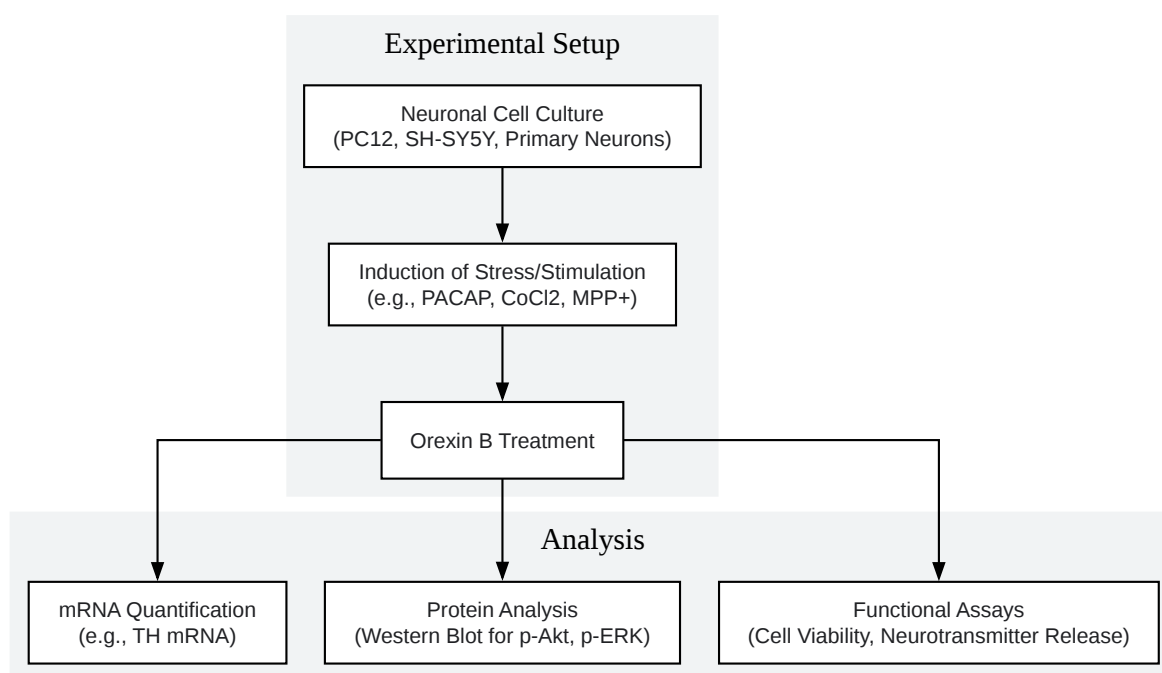 Experimental Setup
Neuronal Cell Culture
(PC12, SH-SY5Y, Primary Neurons)
Induction of Stress/Stimulation
(e.g., PACAP, CoCl2, MPP+)
Orexin B Treatment
Analysis
mRNA Quantification
(e.g., TH mRNA)
Protein Analysis
(Western Blot for p-Akt, p-ERK)
Functional Assays
(Cell Viability, Neurotransmitter Release)